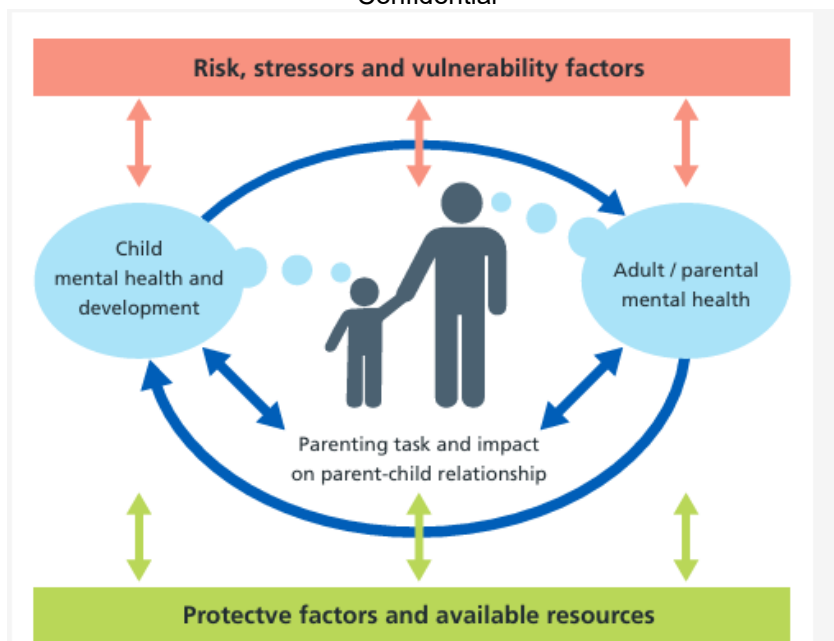 Confidential
Risk, stressors and vulnerability factors
Child
mental health and
development
Adult / parental
mental health
Parenting task and impact
on parent-child relationship
Protectve factors and available resources